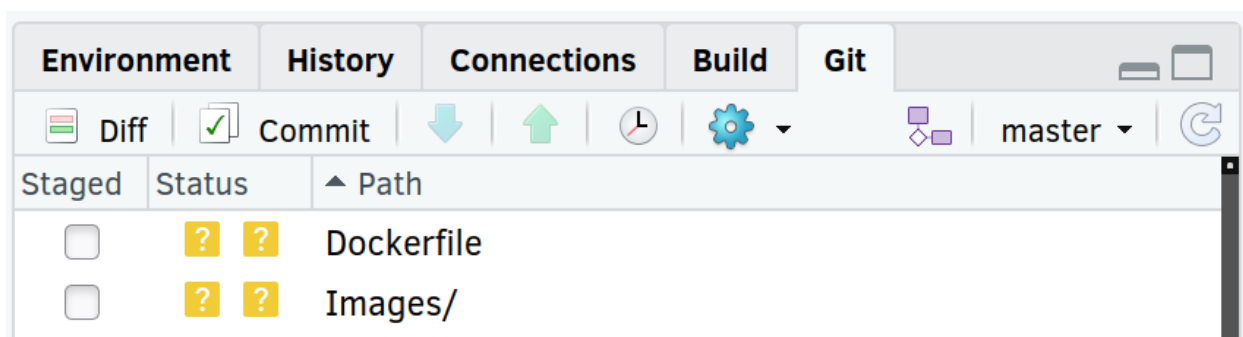 Environment History Connections Build Git
Diff Commit master
Staged Status Path
? ? Dockerfile
? ? Images/